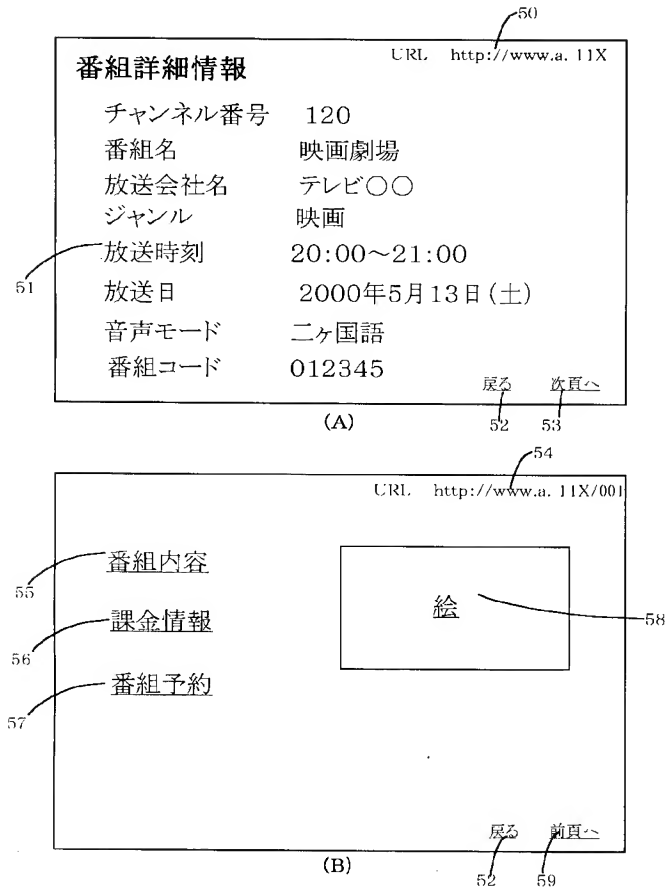 50
URL http://www.a.11X
番組詳細情報
チャンネル番号 120
番組名 映画劇場
放送会社名 テレビ〇〇
ジャンル 映画
51
放送時刻 20:00~21:00
放送日 2000年5月13日(土)
音声モード 二ヶ国語
番組コード 012345
戻る 次頁へ
(A)
52 53
54
URL http://www.a.11X/001
番組内容
55
絵
58
課金情報
56
番組予約
57
戻る 前頁へ
(B)
52 59